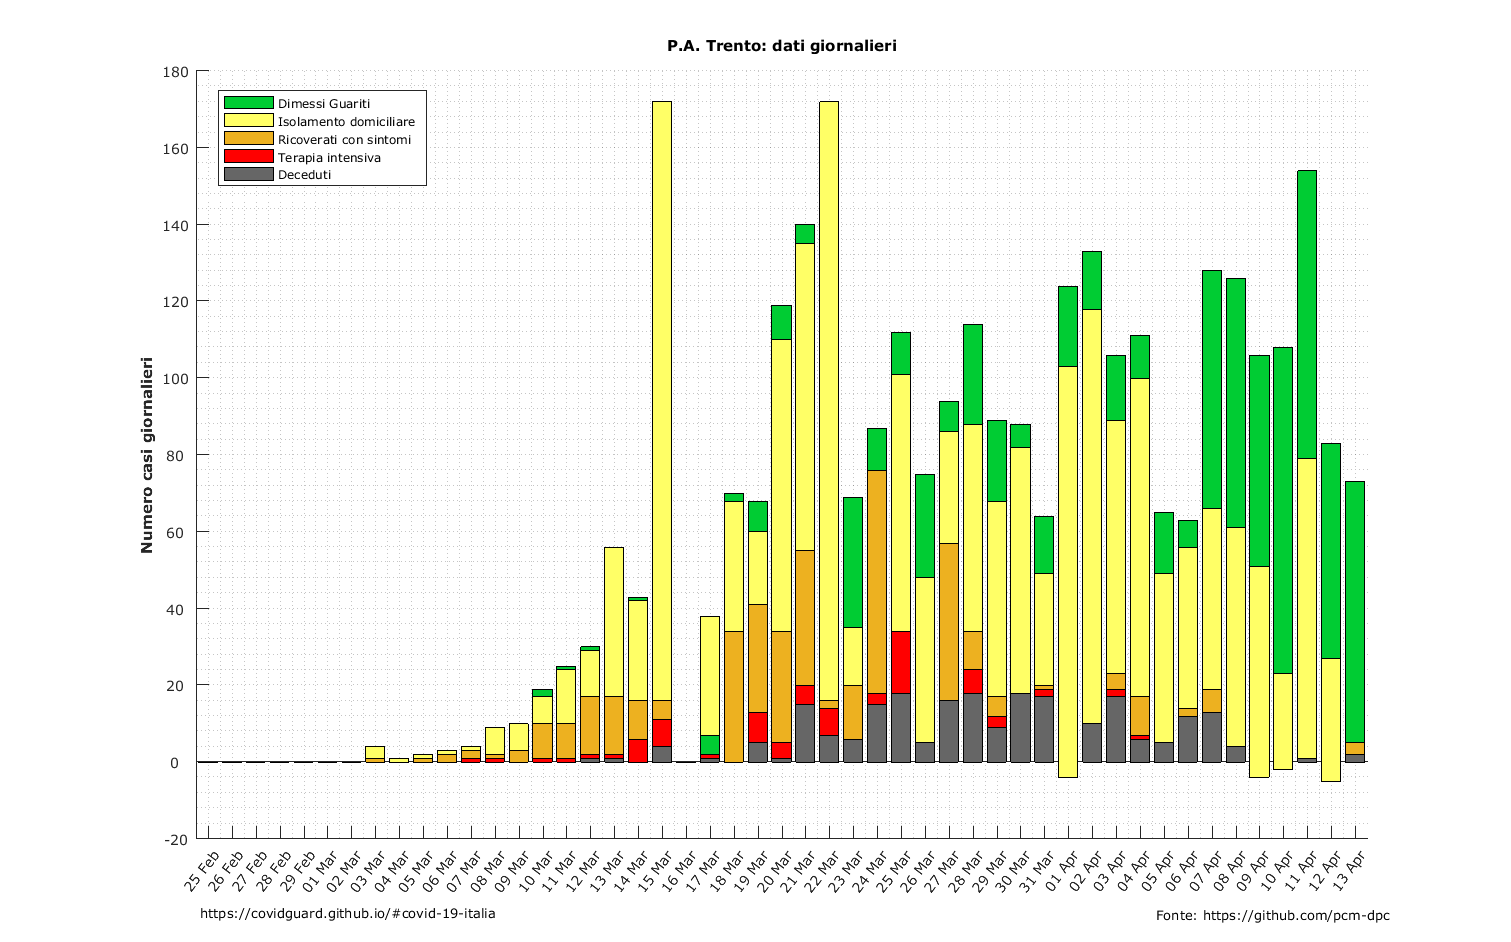 P.A. Trento: dati giornalieri
180
160
140
120
100
80
60
40
20
0
-20
Numero casi giornalieri
Dimessi Guariti
Isolamento domiciliare
Ricoverati con sintomi
Terapia intensiva
Deceduti
25 Feb
26 Feb
27 Feb
28 Feb
29 Feb
01 Mar
02 Mar
03 Mar
04 Mar
05 Mar
06 Mar
07 Mar
08 Mar
09 Mar
10 Mar
11 Mar
12 Mar
13 Mar
14 Mar
15 Mar
16 Mar
17 Mar
18 Mar
19 Mar
20 Mar
21 Mar
22 Mar
23 Mar
24 Mar
25 Mar
26 Mar
27 Mar
28 Mar
29 Mar
30 Mar
31 Mar
01 Apr
02 Apr
03 Apr
04 Apr
05 Apr
06 Apr
07 Apr
08 Apr
09 Apr
10 Apr
11 Apr
12 Apr
13 Apr
https://covidguard.github.io/#covid-19-italia
Fonte: https://github.com/pcm-dpc